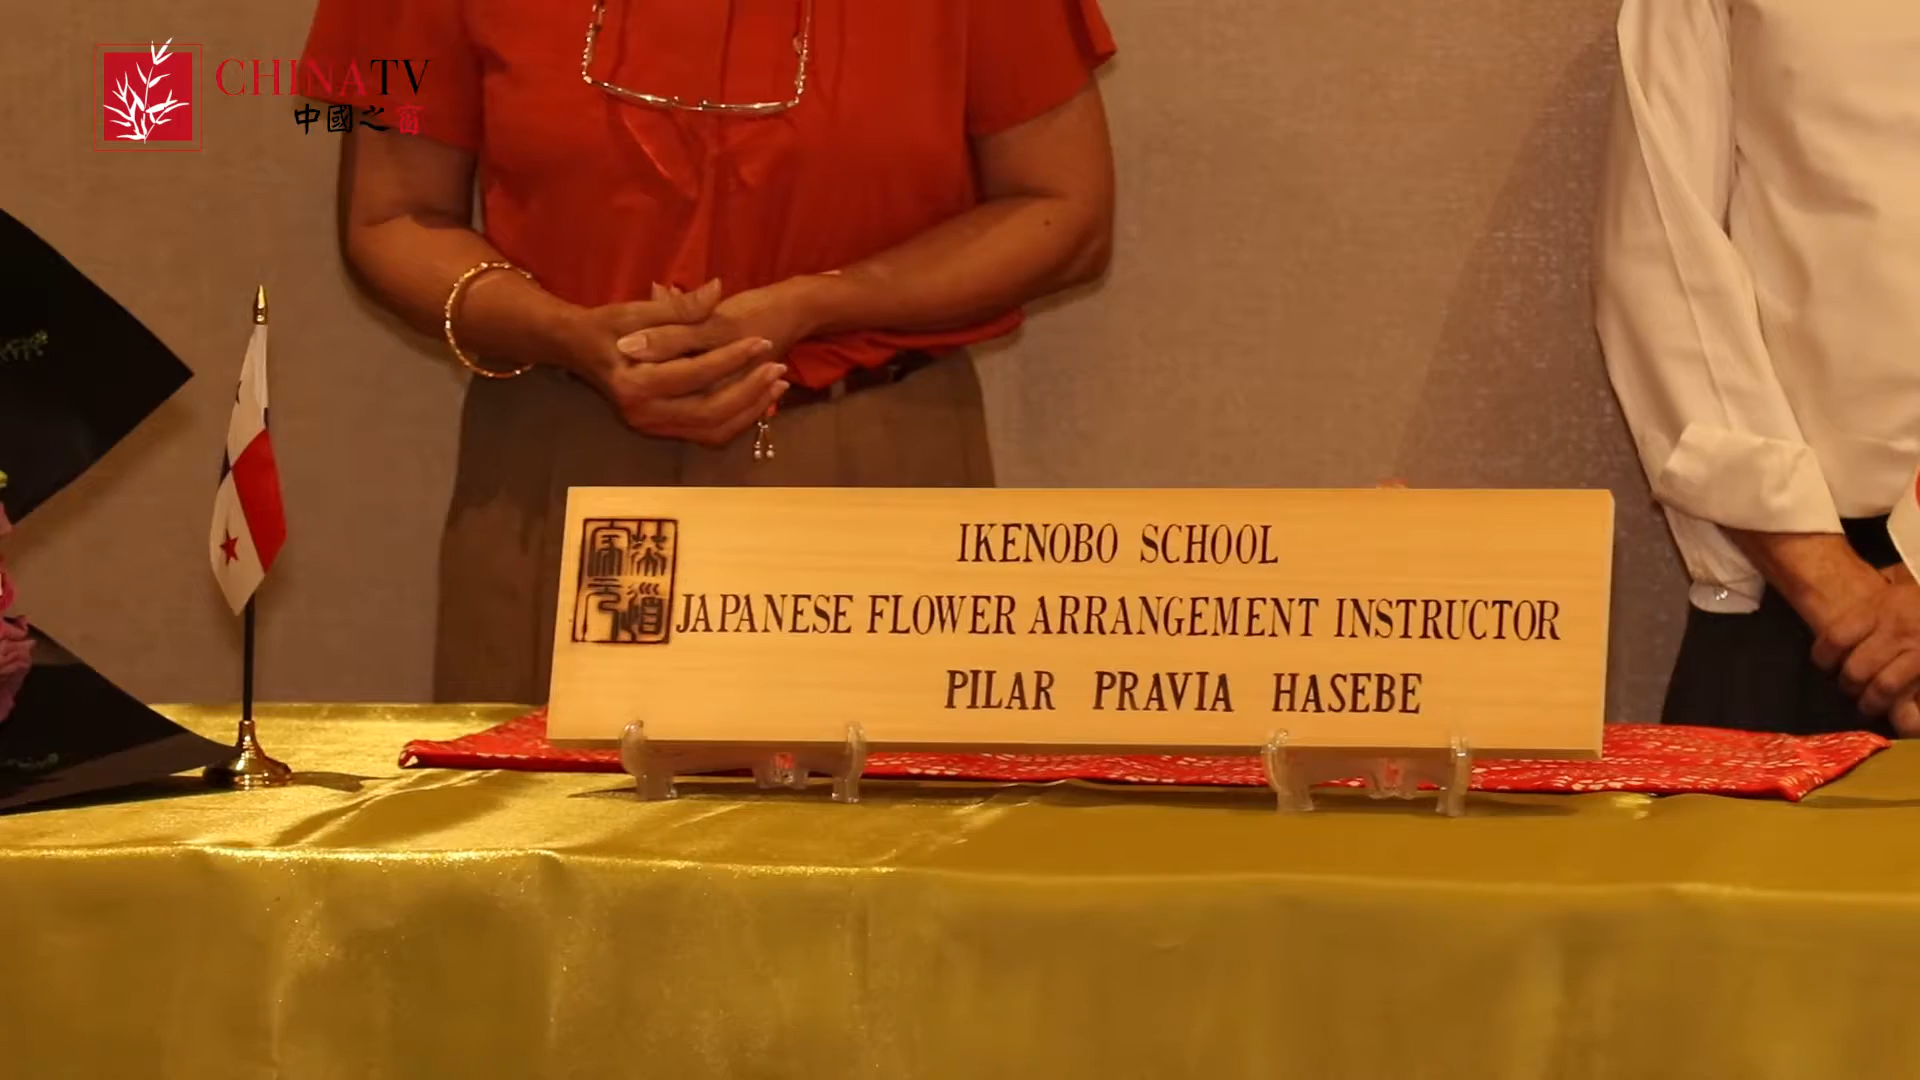 CHINATV
中國之窗
IKENOBO SCHOOL
JAPANESE FLOWER ARRANGEMENT INSTRUCTOR
PILAR PRAVIA HASEBE